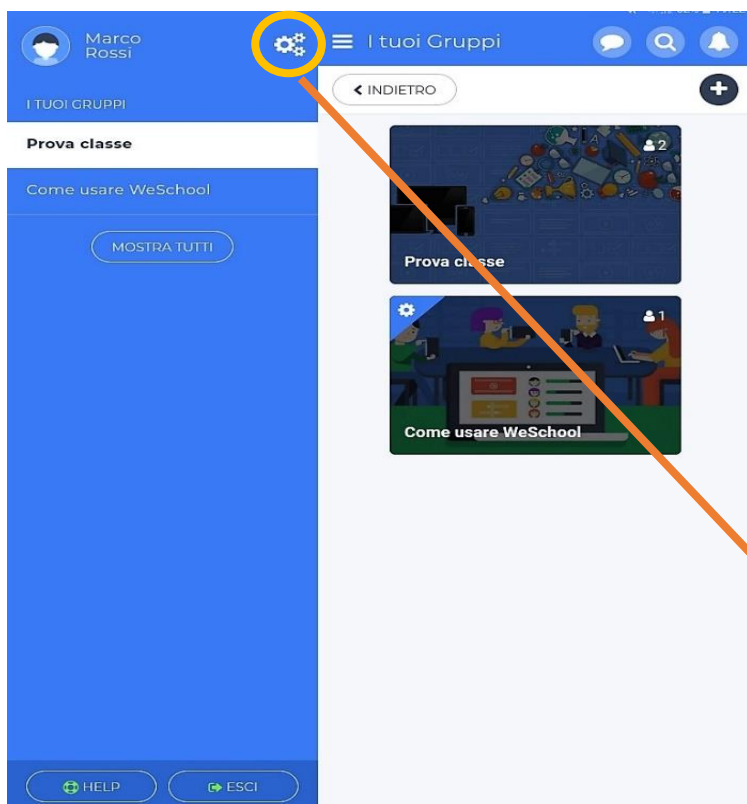 Marco
Rossi
I TUOI GRUPPI
Prova classe
Come usare WeSchool
MOSTRA TUTTI
HELP
ESCI
I tuoi Gruppi
INDIETRO
2
Prova classe
1
Come usare WeSchool